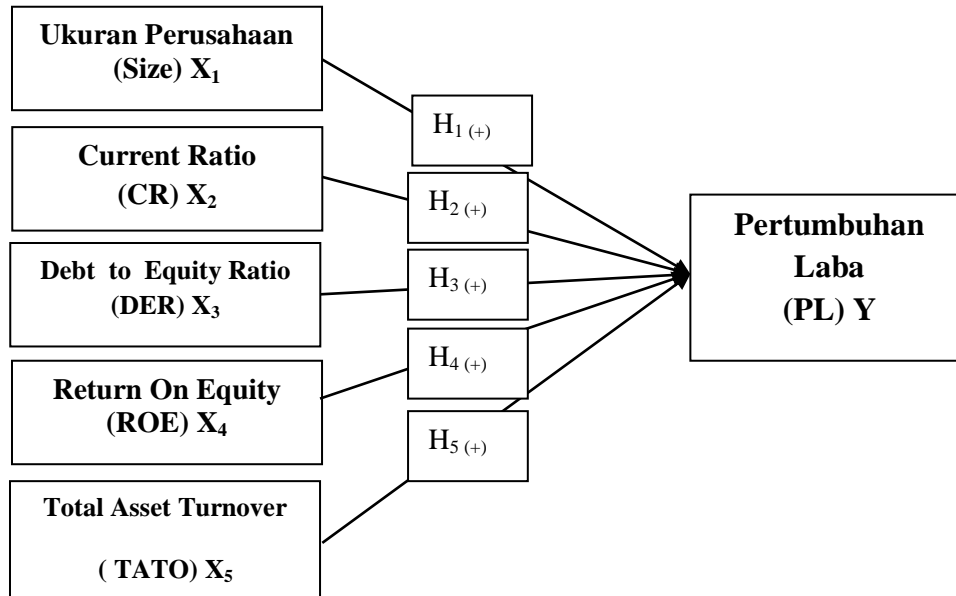 Ukuran Perusahaan
(Size) X₁
H₁ (+)
Current Ratio
(CR) X₂
H₂ (+)
Debt to Equity Ratio
(DER) X₃
H₃ (+)
Return On Equity
(ROE) X₄
H₄ (+)
Total Asset Turnover
( TATO) X₅
H₅ (+)
Pertumbuhan
Laba
(PL) Y